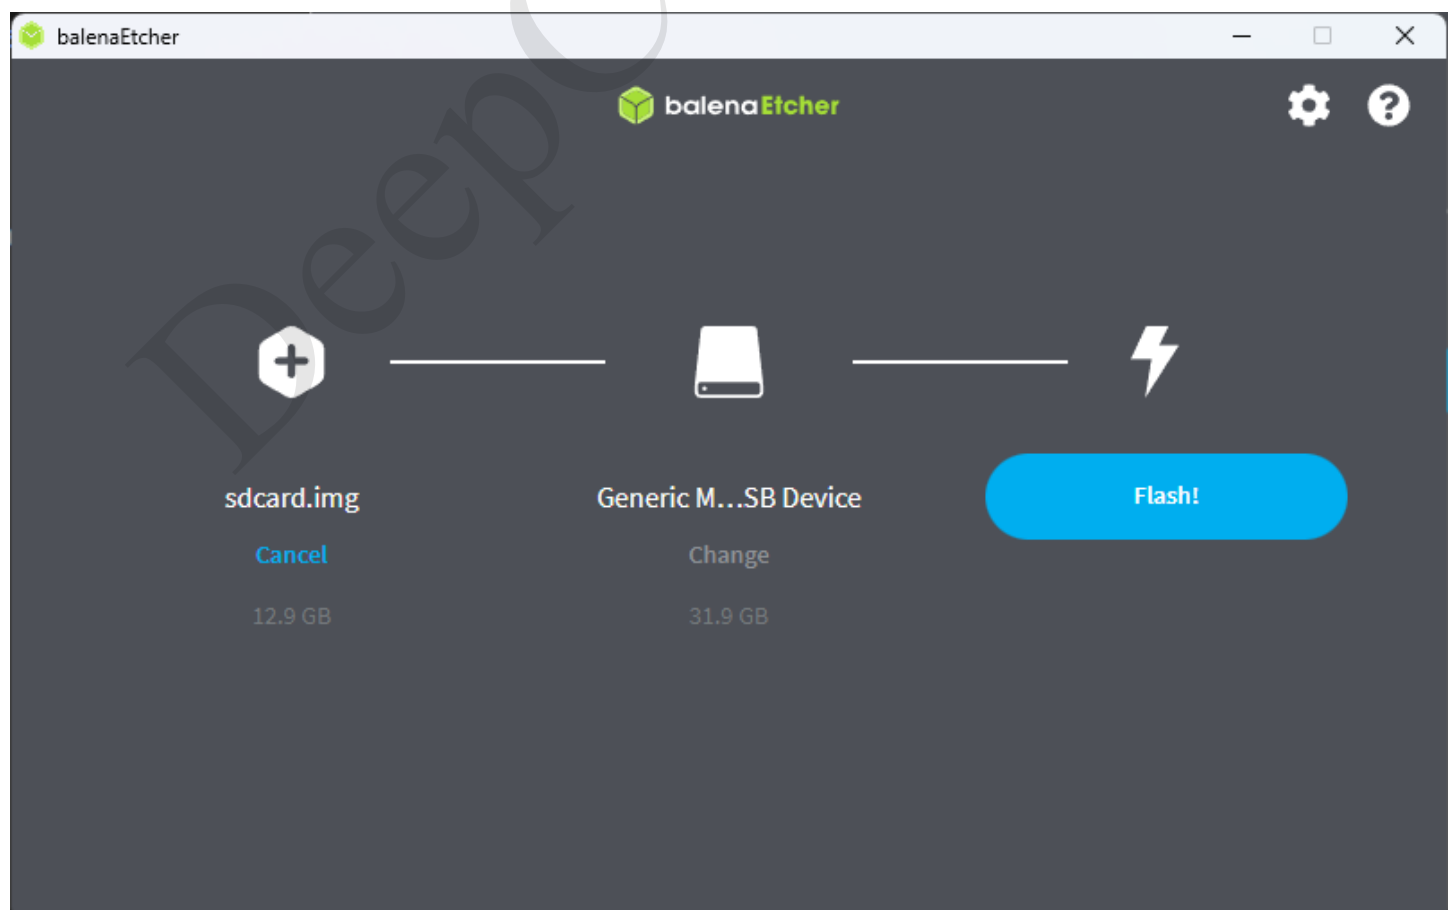 balenaEtcher
balenaEtcher
sdcard.img
Generic M...SB Device
Flash!
Cancel
Change
12.9 GB
31.9 GB
Deep